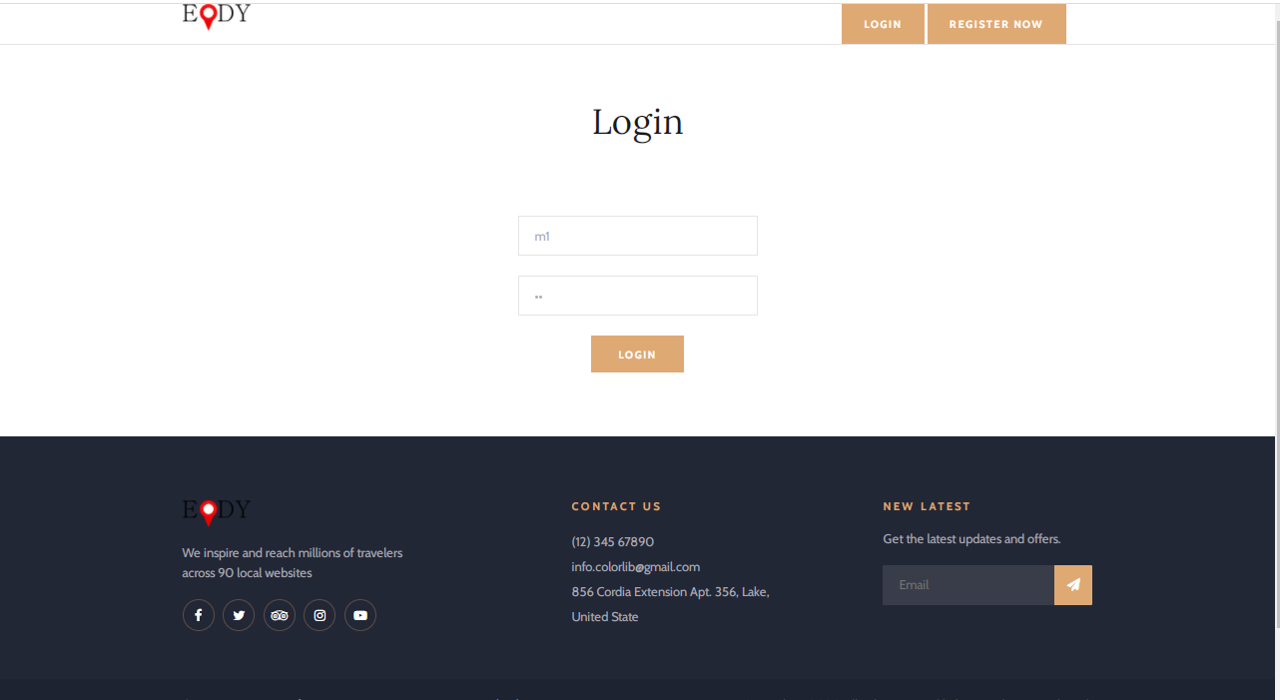 EODY
LOGIN
REGISTER NOW
Login
m1
••
LOGIN
EODY
We inspire and reach millions of travelers
across 90 local websites
CONTACT US
(12) 345 67890
info.colorlib@gmail.com
856 Cordia Extension Apt. 356, Lake,
United State
NEW LATEST
Get the latest updates and offers.
Email